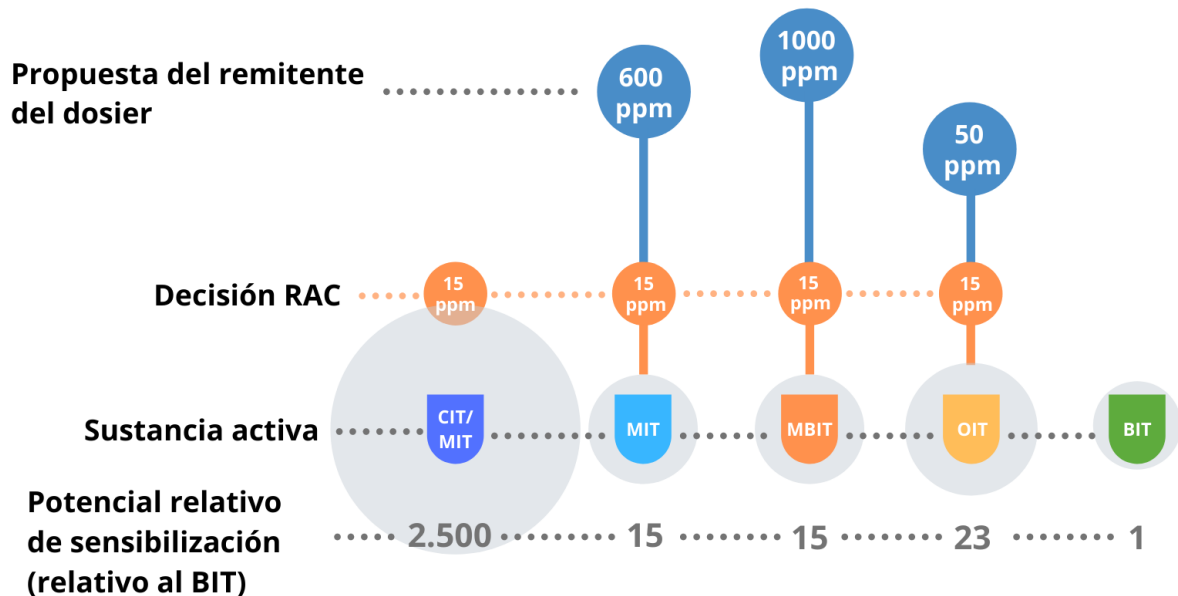 Propuesta del remitente
del dosier
600
ppm
1000
ppm
50
ppm
Decisión RAC
15
ppm
15
ppm
15
ppm
15
ppm
Sustancia activa
CIT/
MIT
MIT
MBIT
OIT
BIT
Potencial relativo
de sensibilización
(relativo al BIT)
2.500
15
15
23
1